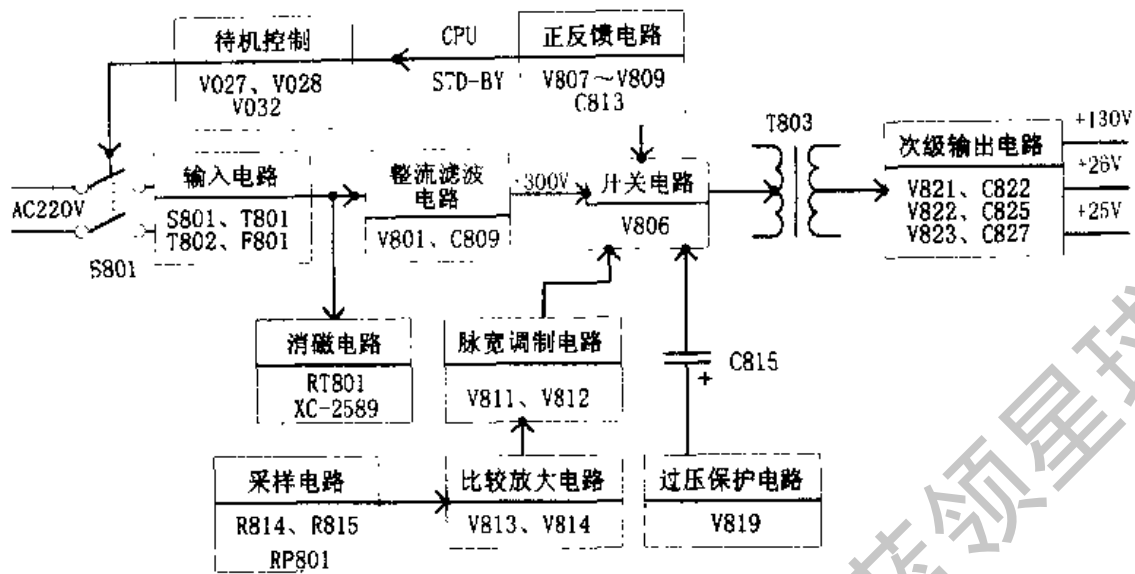 待机控制
V027、V028
V032
CPU
STD-BY
正反馈电路
V807～V809
C813
AC220V
S801
输入电路
S801、T801
T802、F801
整流滤波
电路
V801、C809
+300V
开关电路
V806
T803
次级输出电路
V821、C822
V822、C825
V823、C827
+130V
+26V
+25V
消磁电路
RT801
XC-2589
脉宽调制电路
V811、V812
C815
+
采样电路
R814、R815
RP801
比较放大电路
V813、V814
过压保护电路
V819
蓝领星球